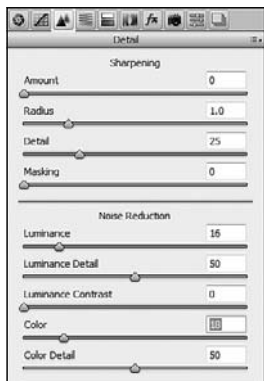 fx
Detail
Sharpening
Amount 0
Radius 1.0
Detail 25
Masking 0
Noise Reduction
Luminance 16
Luminance Detail 50
Luminance Contrast 0
Color
Color Detail 50